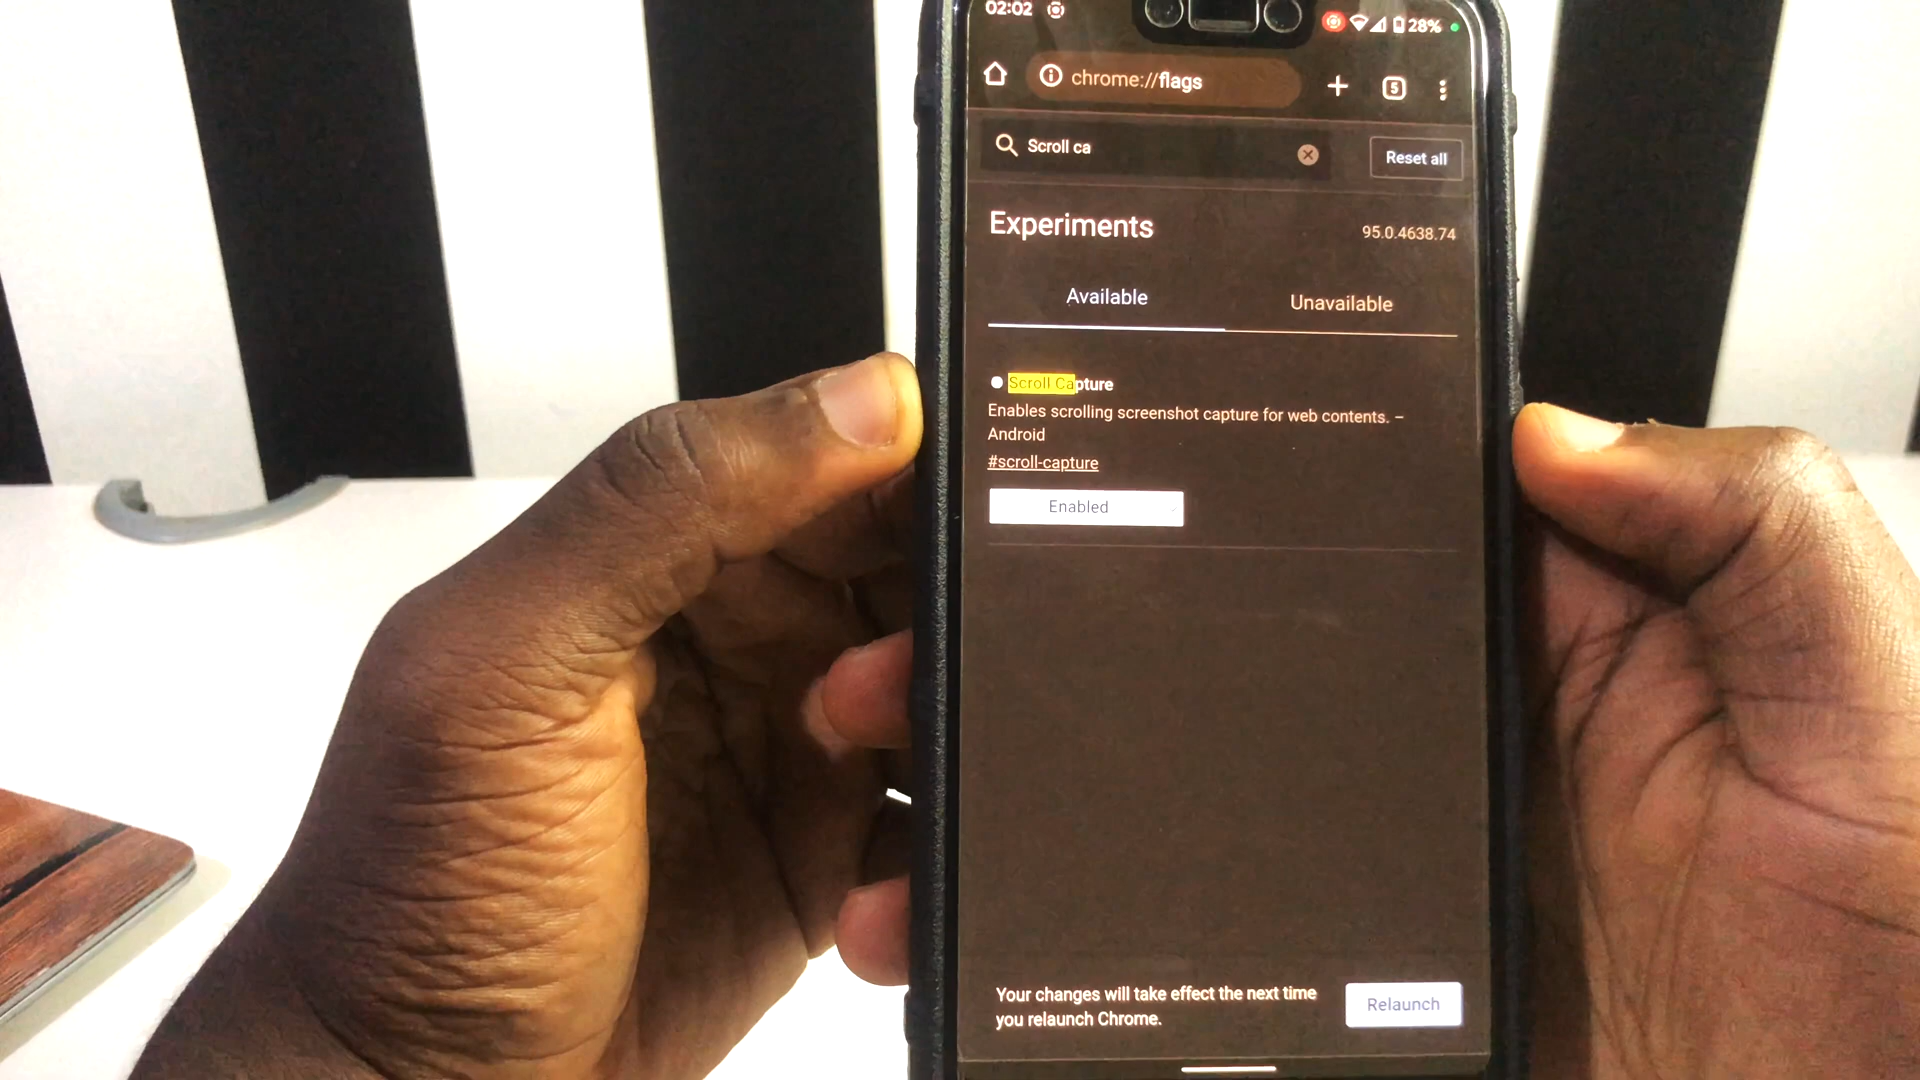 02:02
28%
chrome://flags
5
Scroll ca
Reset all
Experiments
95.0.4638.74
Available
Unavailable
Scroll Capture
Enables scrolling screenshot capture for web contents. –
Android
#scroll-capture
Enabled
Your changes will take effect the next time
you relaunch Chrome.
Relaunch